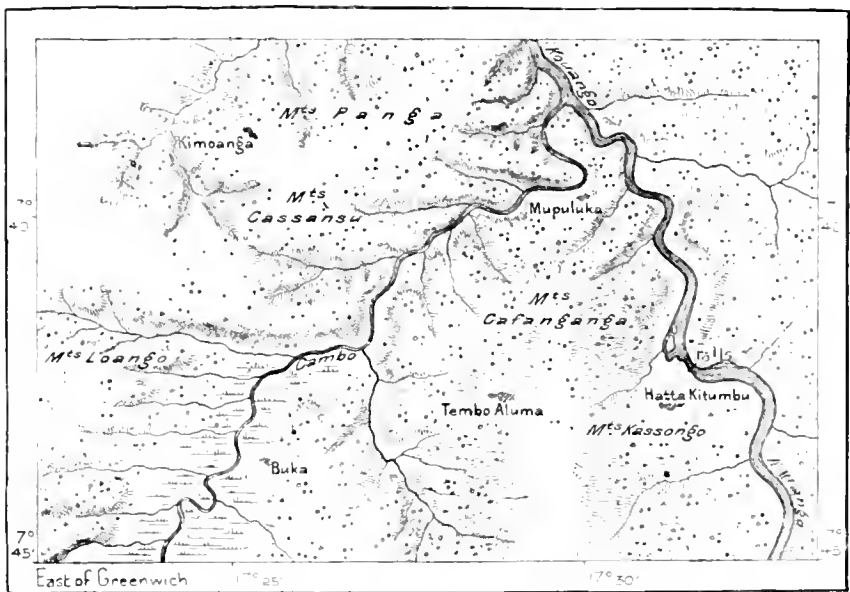 Kouango
Mts Panga
Kimoanga
Mts
Cassansu
7°
40'
Mupuluka
Mts
Cafanganga
Mts Loango
Cambo
Falls
Hatta Kitumbu
Tembo Aluma
Mts Kassongo
Buka
7°
45'
East of Greenwich
17° 25'
17° 30'